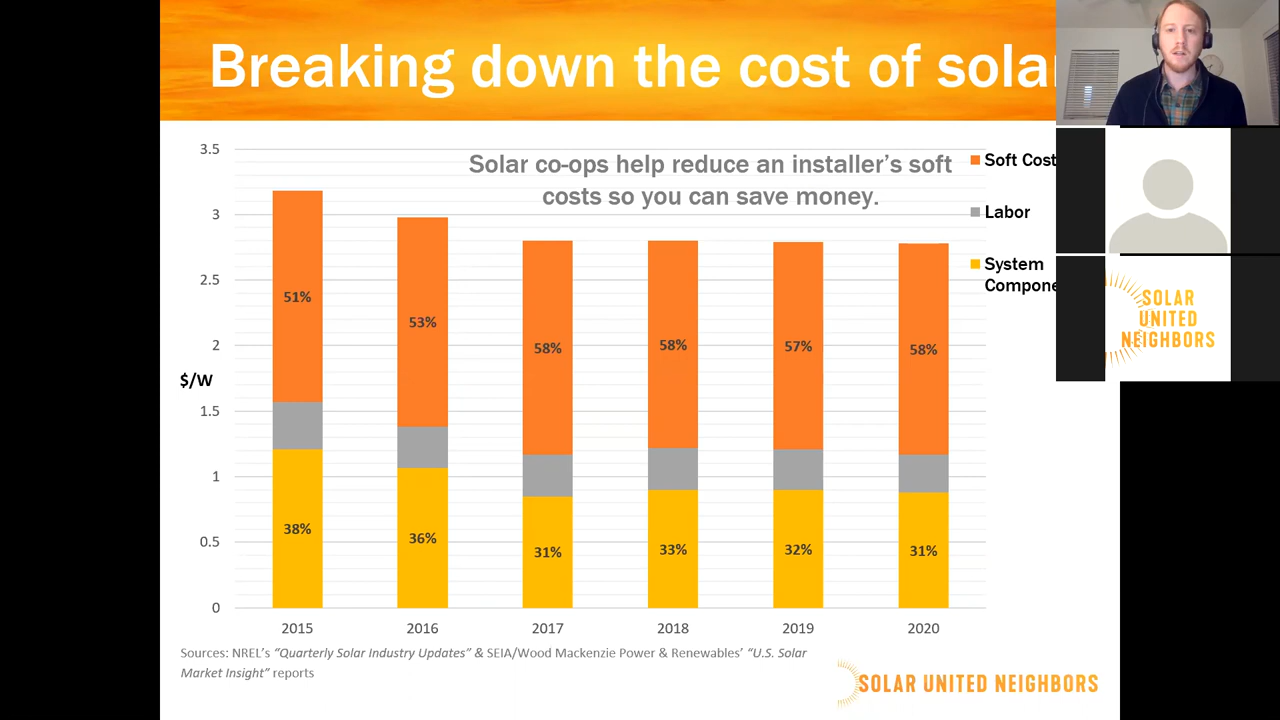 Breaking down the cost of solar
3.5
Solar co-ops help reduce an installer's soft
costs so you can save money.
Soft Cost
Labor
System
Compone
3
2.5
2
$/W
1.5
1
0.5
0
51%
53%
58%
58%
57%
58%
38%
36%
31%
33%
32%
31%
2015
2016
2017
2018
2019
2020
Sources: NREL's "Quarterly Solar Industry Updates" & SEIA/Wood Mackenzie Power & Renewables' "U.S. Solar
Market Insight" reports
SOLAR UNITED NEIGHBORS
SOLAR
UNITED
NEIGHBORS